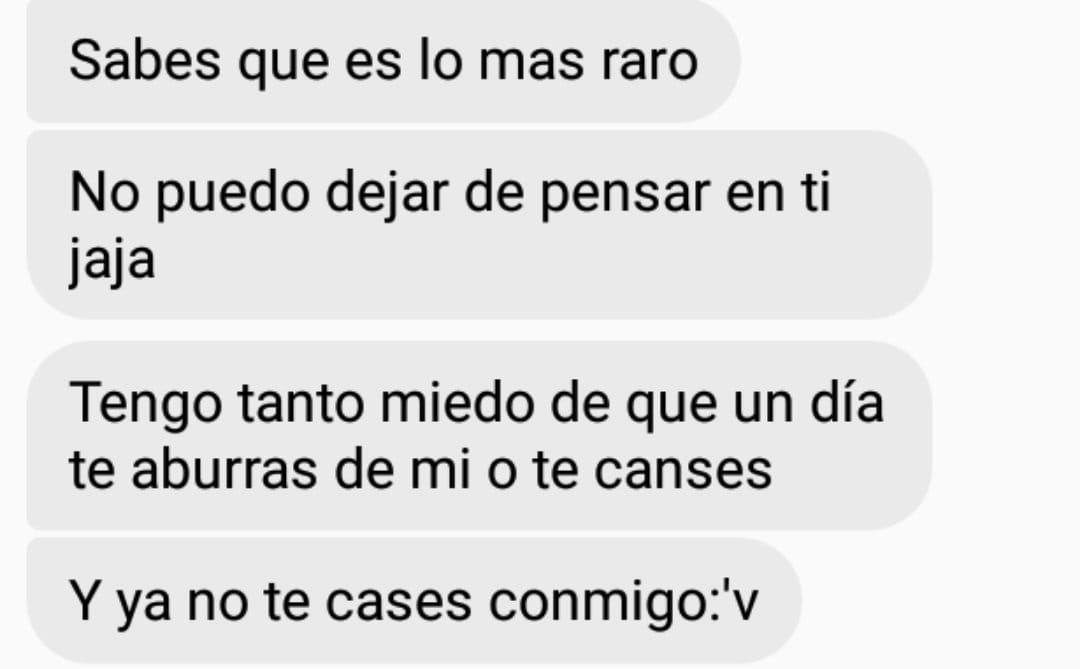 Sabes que es lo mas raro
No puedo dejar de pensar en ti
jaja
Tengo tanto miedo de que un día
te aburras de mi o te canses
Y ya no te cases conmigo:'v